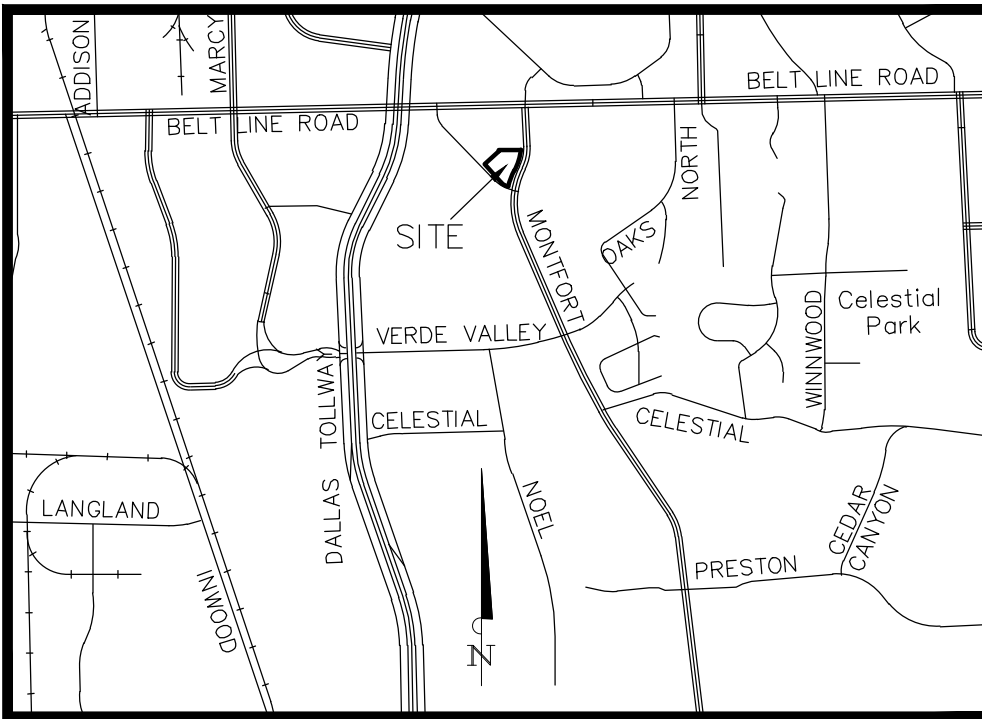 ADDISON
MARCY
BELT LINE ROAD
BELT LINE ROAD
NORTH
SITE
MONTFORT
OAKS
VERDE VALLEY
WINNWOOD
Celestial
Park
DALLAS TOLLWAY
CELESTIAL
CELESTIAL
LANGLAND
NOEL
CEDAR
CANYON
INWOOD
PRESTON
N